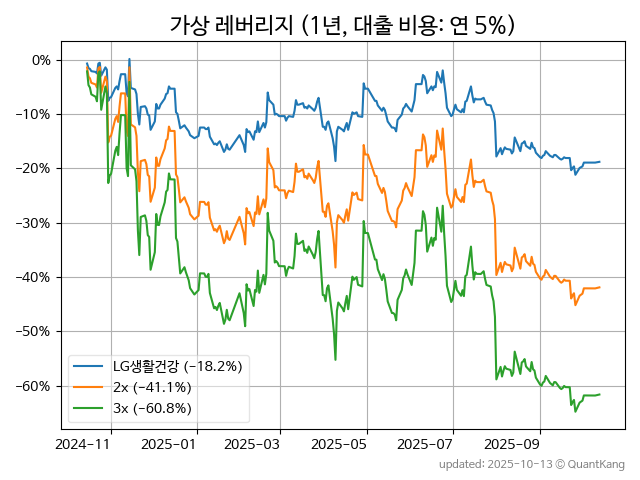 가상 레버리지 (1년, 대출 비용: 연 5%)
0%
−10%
−20%
−30%
−40%
−50%
−60%
LG생활건강 (−18.2%)
2x (−41.1%)
3x (−60.8%)
2024-11 2025-01 2025-03 2025-05 2025-07 2025-09
updated: 2025-10-13 © QuantKang